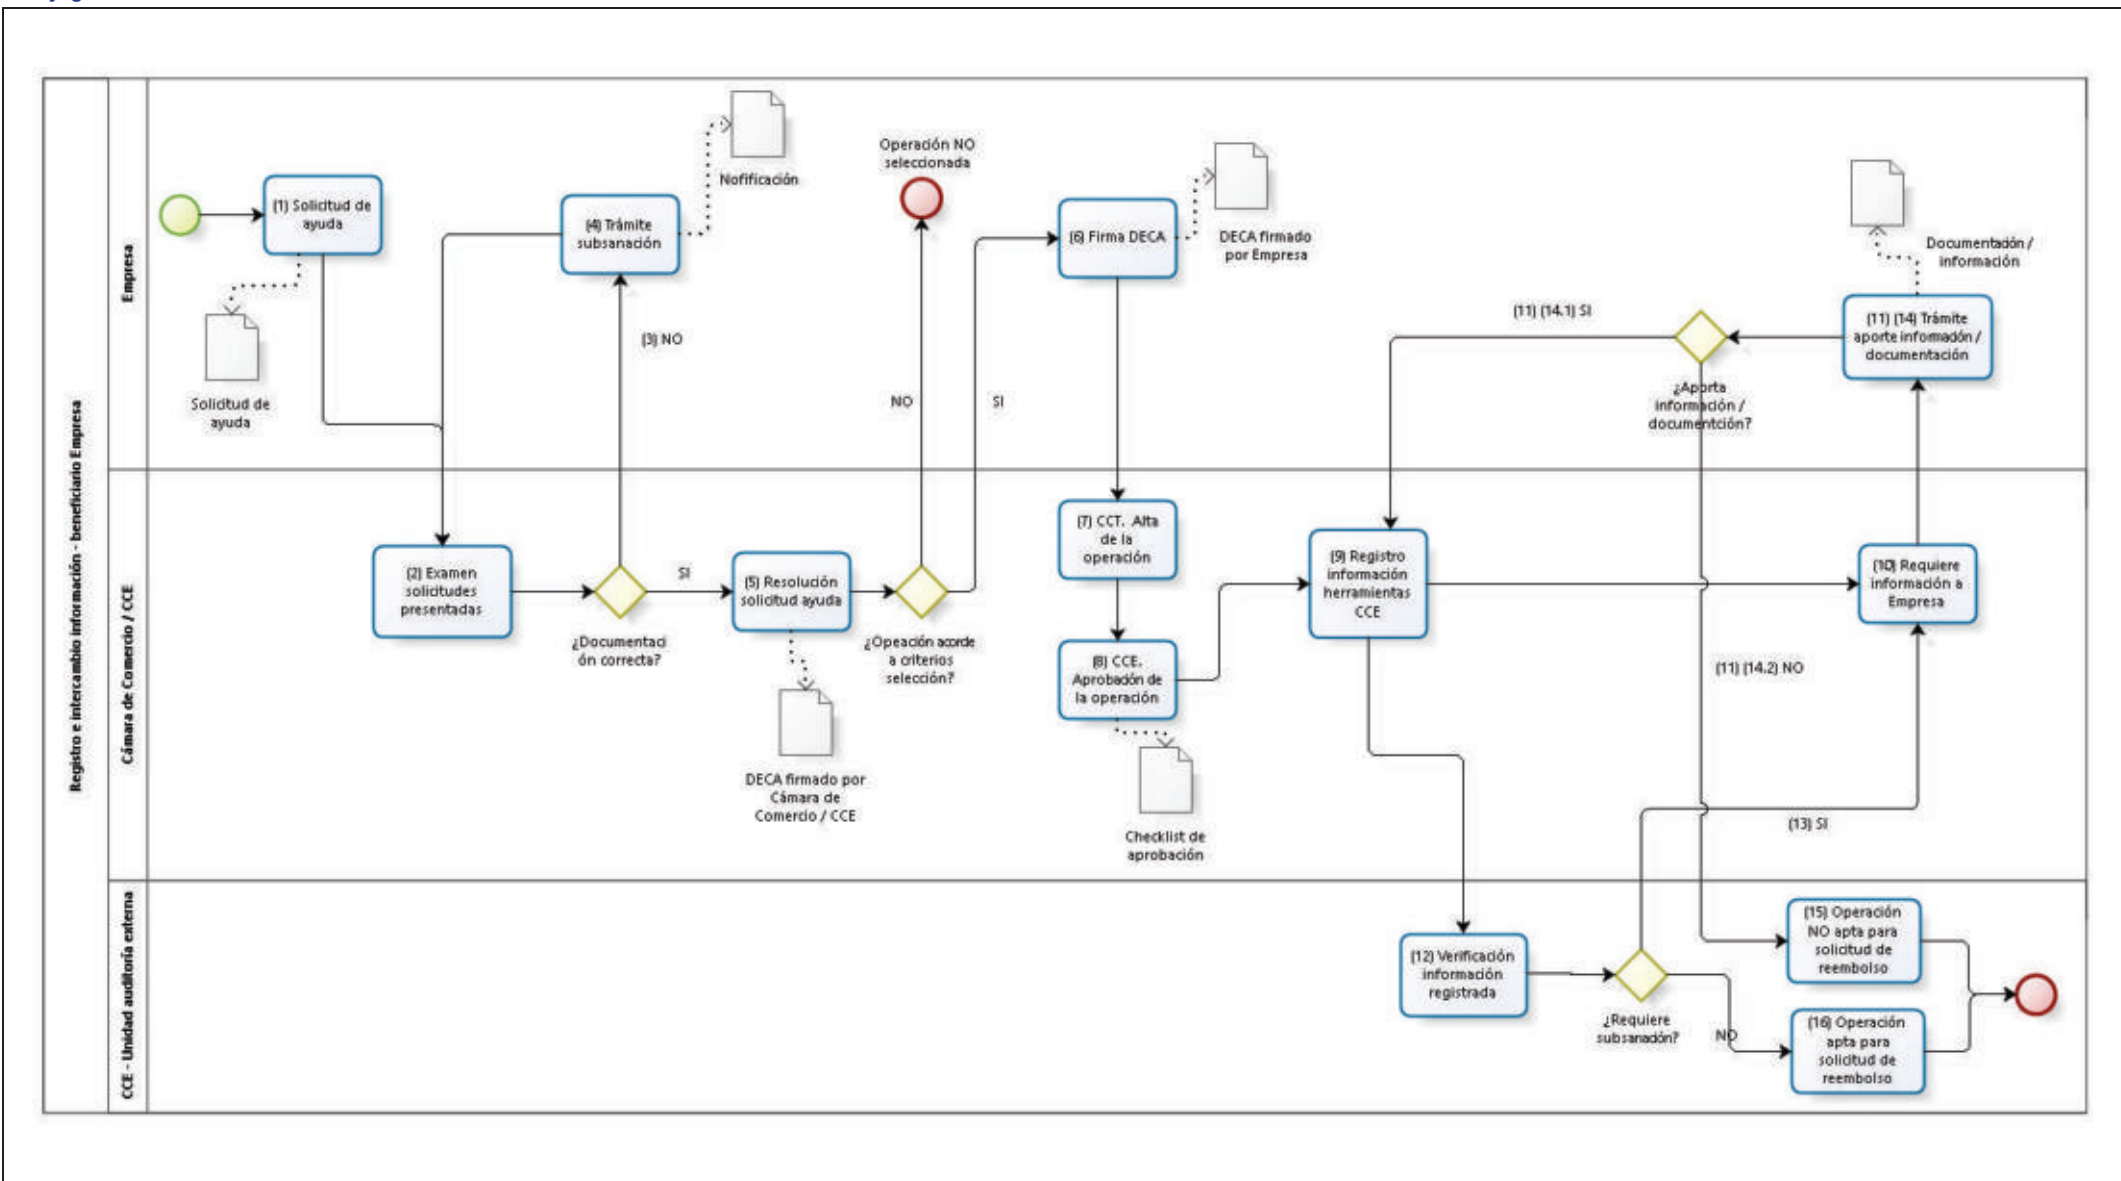 Registro e intercambio información - beneficiario Empresa
Empresa
(1) Solicitud de
ayuda
Solicitud de
ayuda
(4) Trámite
subsanación
Nofificación
(3) NO
Operación NO
seleccionada
NO
SI
(6) Firma DECA
DECA firmado
por Empresa
(11) (14.1) SI
¿Aporta
información /
documentción?
(11) (14) Trámite
aporte información /
documentación
Documentación /
información
Cámara de Comercio / CCE
(2) Examen
solicitudes
presentadas
¿Documentaci
ón correcta?
SI
(5) Resolución
solicitud ayuda
DECA firmado por
Cámara de
Comercio / CCE
¿Opeación acorde
a criterios
selección?
(7) CCT. Alta
de la
operación
(8) CCE.
Aprobación de
la operación
Checklist de
aprobación
(9) Registro
información
herramientas
CCE
(10) Requiere
información a
Empresa
(11) (14.2) NO
(13) SI
CCE - Unidad auditoría externa
(12) Verificación
información
registrada
¿Requiere
subsanación?
NO
(15) Operación
NO apta para
solicitud de
reembolso
(16) Operación
apta para
solicitud de
reembolso